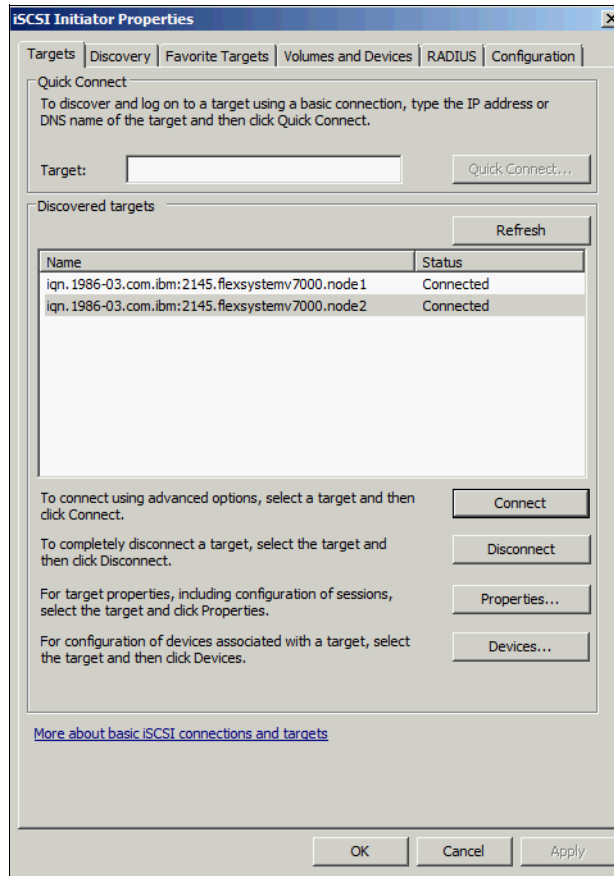 iSCSI Initiator Properties
Targets Discovery Favorite Targets Volumes and Devices RADIUS Configuration
Quick Connect
To discover and log on to a target using a basic connection, type the IP address or
DNS name of the target and then click Quick Connect.
Target: Quick Connect...
Discovered targets
Refresh
Name Status
iqn.1986-03.com.ibm:2145.flexsystemv7000.node1 Connected
iqn.1986-03.com.ibm:2145.flexsystemv7000.node2 Connected
To connect using advanced options, select a target and then
click Connect.
Connect
To completely disconnect a target, select the target and
then click Disconnect.
Disconnect
For target properties, including configuration of sessions,
select the target and click Properties.
Properties...
For configuration of devices associated with a target, select
the target and then click Devices.
Devices...
More about basic iSCSI connections and targets
OK Cancel Apply